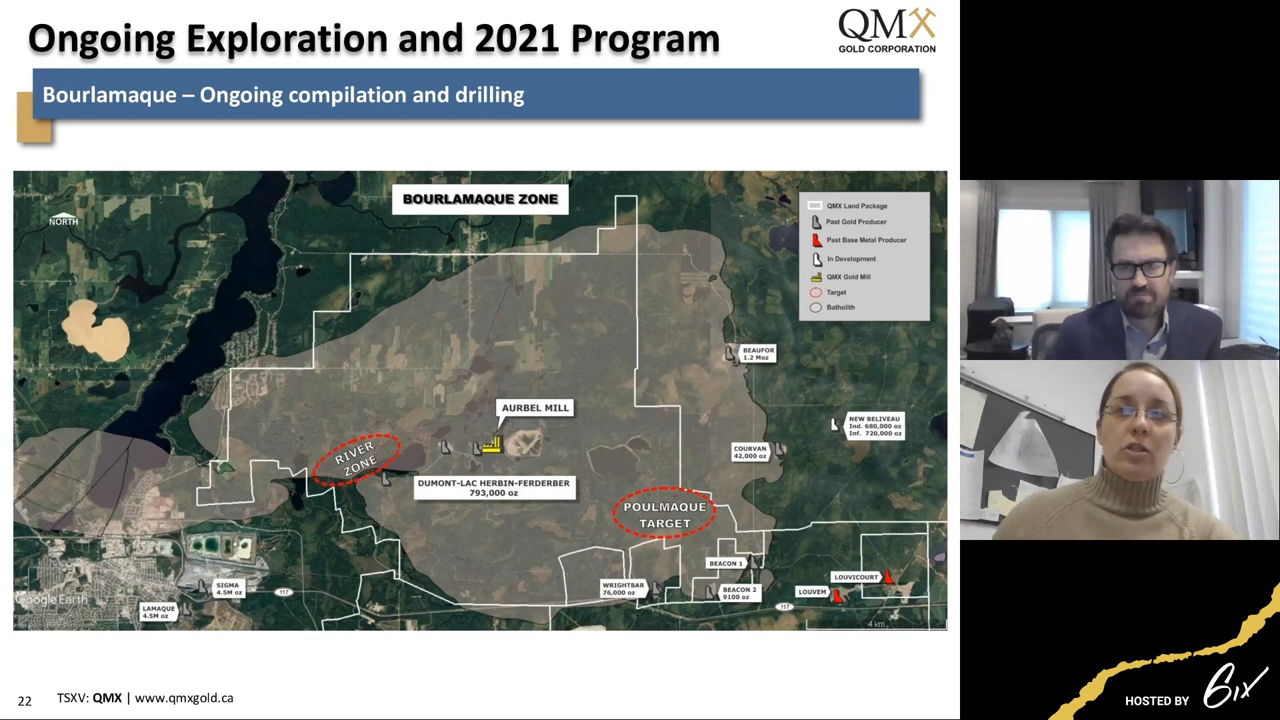 Ongoing Exploration and 2021 Program
QMX
GOLD CORPORATION
Bourlamaque – Ongoing compilation and drilling
BOURLAMAQUE ZONE
NORTH
QMX Land Package
Past Gold Producer
Past Base Metal Producer
In Development
QMX Gold Mill
Target
Batholith
BEAUFOR
1.2 Moz
AURBEL MILL
NEW BELIVEAU
Ind. 680,000 oz
Inf. 720,000 oz
RIVER
ZONE
COURVAN
42,000 oz
DUMONT-LAC HERBIN-FERDERBER
793,000 oz
POULMAQUE
TARGET
BEACON 1
LOUVICOURT
SIGMA
4.5M oz
WRIGHTBAR
76,000 oz
BEACON 2
9100 oz
LOUVEM
117
117
Google Earth
LAMAQUE
4.5M oz
4 km
22
TSXV: QMX | www.qmxgold.ca
HOSTED BY
6ix